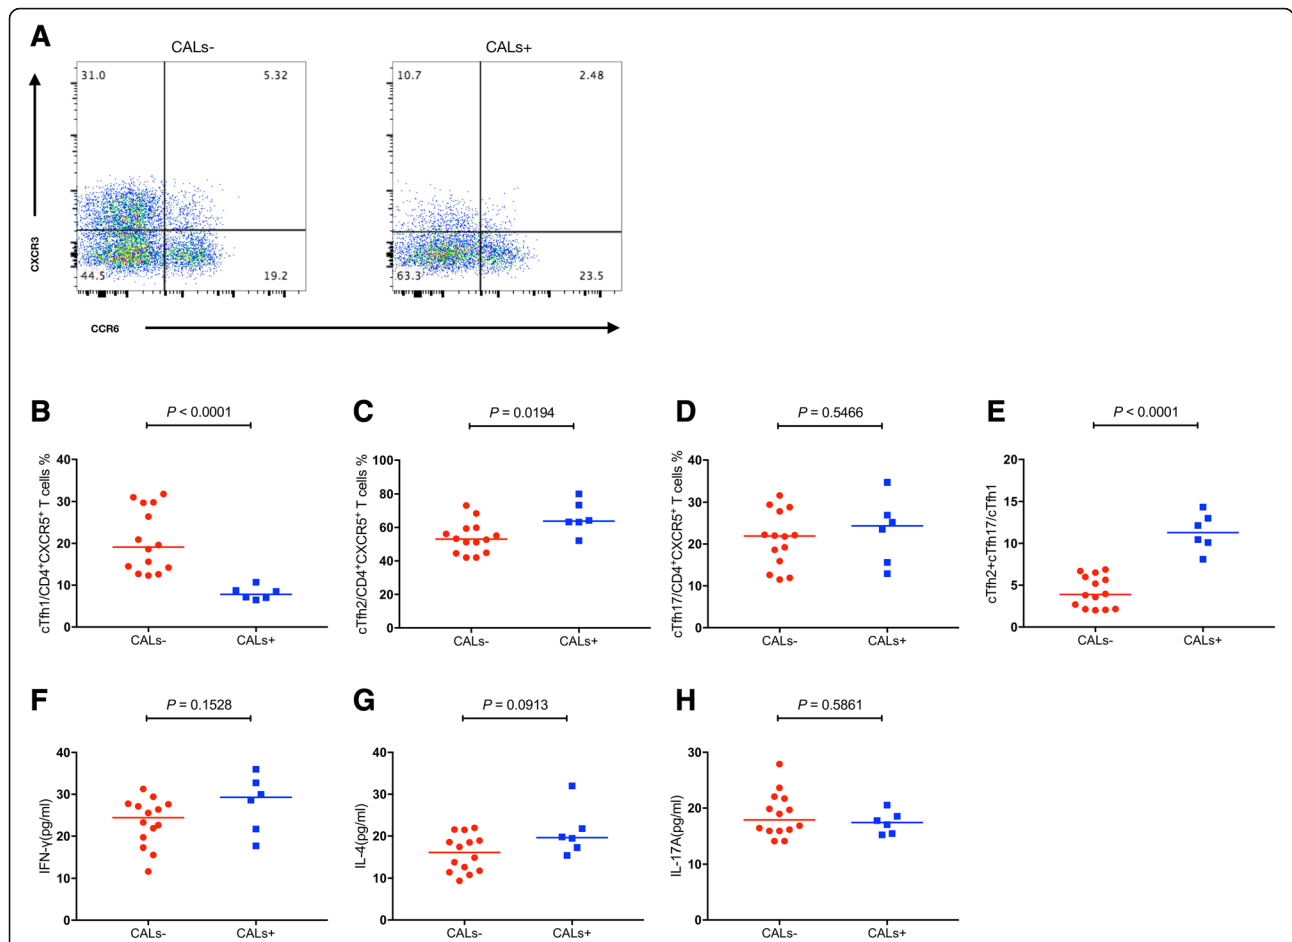 A
CALs-
CALs+
31.0
5.32
10.7
2.48
CXCR3
44.5
19.2
63.3
23.5
CCR6
B
P < 0.0001
cTfh1/CD4⁺CXCR5⁺ T cells %
40
30
20
10
0
CALs-
CALs+
C
P = 0.0194
cTfh2/CD4⁺CXCR5⁺ T cells %
100
80
60
40
20
0
CALs-
CALs+
D
P = 0.5466
cTfh17/CD4⁺CXCR5⁺ T cells %
40
30
20
10
0
CALs-
CALs+
E
P < 0.0001
cTfh2+cTfh17/cTfh1
20
15
10
5
0
CALs-
CALs+
F
P = 0.1528
IFN-γ(pg/ml)
40
30
20
10
0
CALs-
CALs+
G
P = 0.0913
IL-4(pg/ml)
40
30
20
10
0
CALs-
CALs+
H
P = 0.5861
IL-17A(pg/ml)
30
20
10
0
CALs-
CALs+